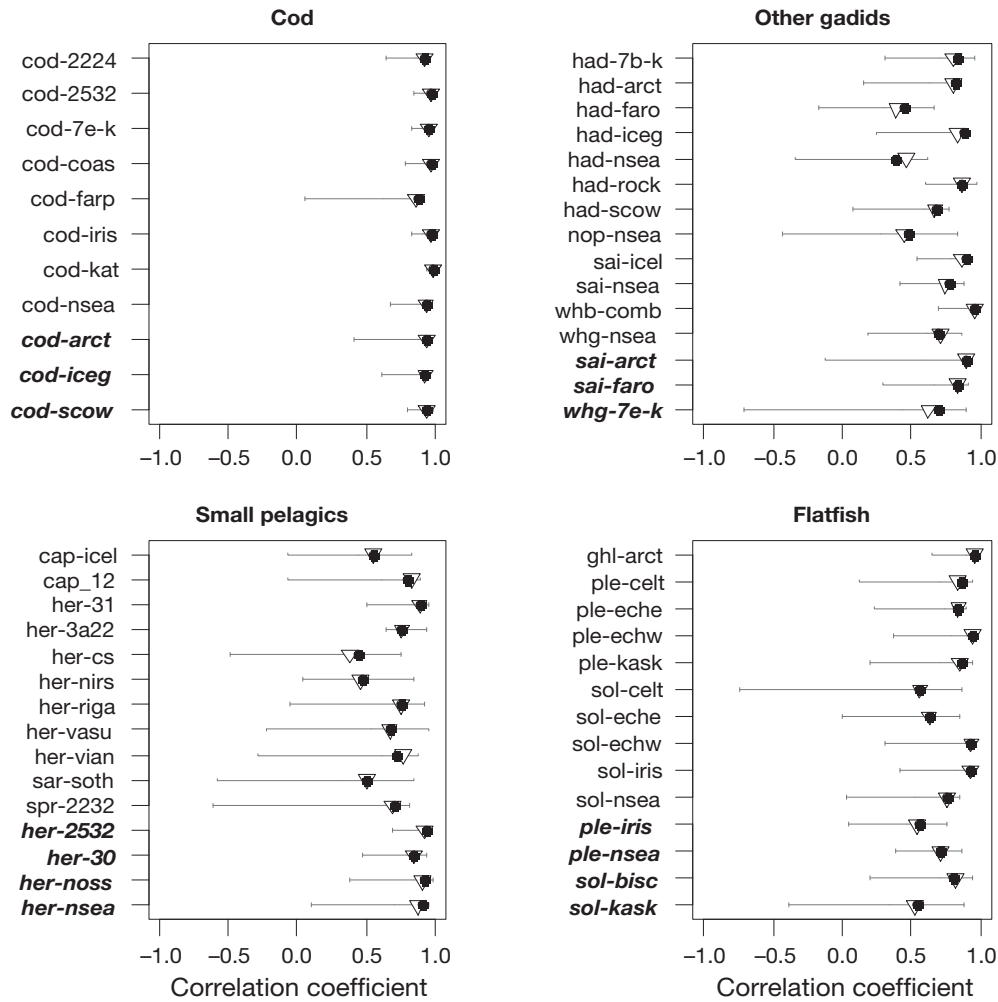 Cod
cod-2224
cod-2532
cod-7e-k
cod-coas
cod-farp
cod-iris
cod-kat
cod-nsea
cod-arct
cod-iceg
cod-scow
−1.0 −0.5 0.0 0.5 1.0
Other gadids
had-7b-k
had-arct
had-faro
had-iceg
had-nsea
had-rock
had-scow
nop-nsea
sai-icel
sai-nsea
whb-comb
whg-nsea
sai-arct
sai-faro
whg-7e-k
−1.0 −0.5 0.0 0.5 1.0
Small pelagics
cap-icel
cap_12
her-31
her-3a22
her-cs
her-nirs
her-riga
her-vasu
her-vian
sar-soth
spr-2232
her-2532
her-30
her-noss
her-nsea
−1.0 −0.5 0.0 0.5 1.0
Correlation coefficient
Flatfish
ghl-arct
ple-celt
ple-eche
ple-echw
ple-kask
sol-celt
sol-eche
sol-echw
sol-iris
sol-nsea
ple-iris
ple-nsea
sol-bisc
sol-kask
−1.0 −0.5 0.0 0.5 1.0
Correlation coefficient